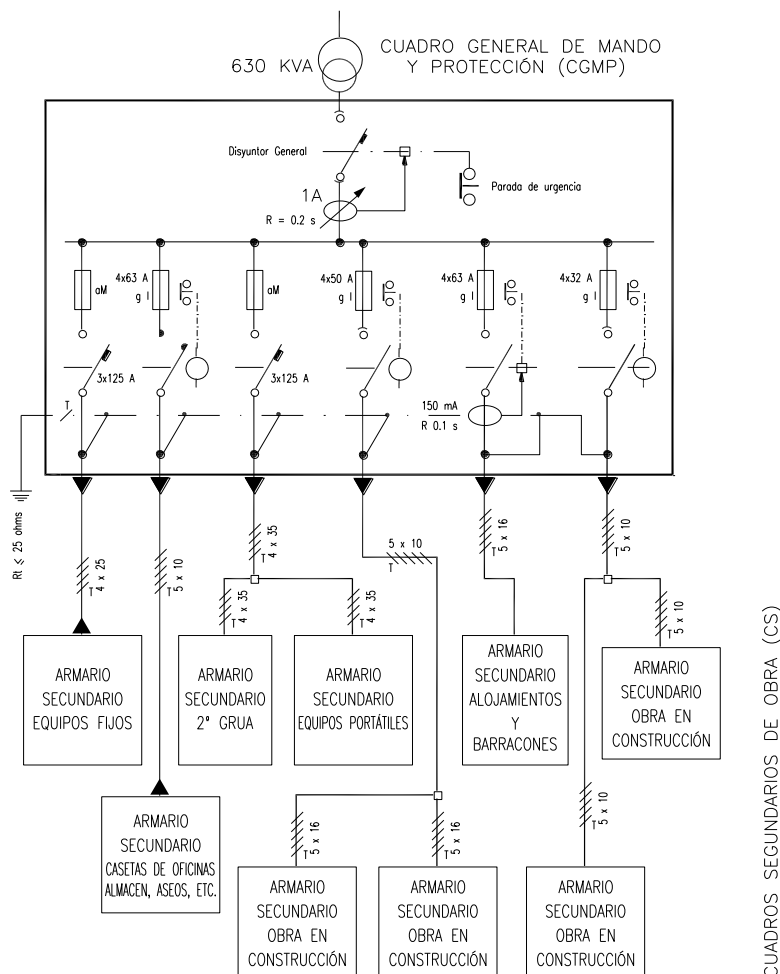 630 KVA
CUADRO GENERAL DE MANDO
Y PROTECCIÓN (CGMP)
Disyuntor General
Parada de urgencia
1A
R = 0.2 s
aM
4x63 A
g I
aM
4x50 A
g I
4x63 A
g I
4x32 A
g I
3x125 A
3x125 A
T
150 mA
R 0.1 s
Rt ≤ 25 ohms
T
4 x 25
T
5 x 10
T
4 x 35
5 x 10
T
T
5 x 16
T
5 x 10
T
4 x 35
T
4 x 35
T
5 x 10
ARMARIO
SECUNDARIO
EQUIPOS FIJOS
ARMARIO
SECUNDARIO
2ª GRUA
ARMARIO
SECUNDARIO
EQUIPOS PORTÁTILES
ARMARIO
SECUNDARIO
ALOJAMIENTOS
Y
BARRACONES
ARMARIO
SECUNDARIO
OBRA EN
CONSTRUCCIÓN
ARMARIO
SECUNDARIO
CASETAS DE OFICINAS
ALMACEN, ASEOS, ETC.
T
5 x 16
T
5 x 16
T
5 x 10
ARMARIO
SECUNDARIO
OBRA EN
CONSTRUCCIÓN
ARMARIO
SECUNDARIO
OBRA EN
CONSTRUCCIÓN
ARMARIO
SECUNDARIO
OBRA EN
CONSTRUCCIÓN
CUADROS SEGUNDARIOS DE OBRA (CS)